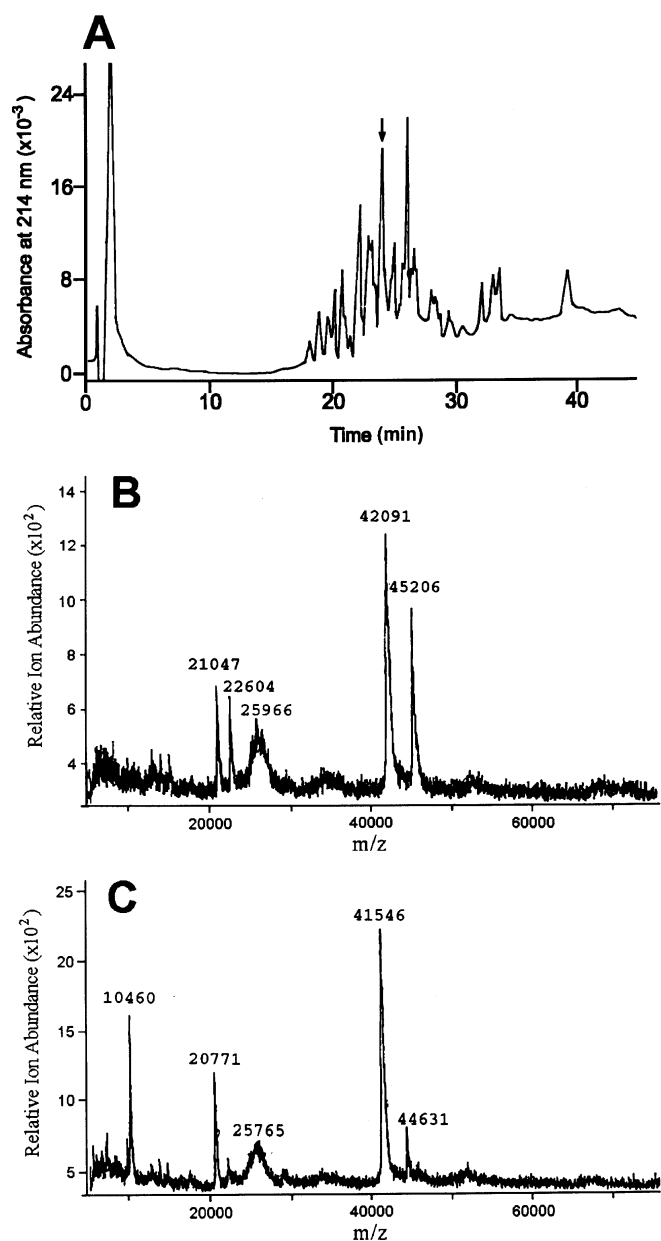 A
Absorbance at 214 nm (x10⁻³)
24
16
8
0
0 10 20 30 40
Time (min)
B
Relative Ion Abundance (x10²)
14
12
10
8
6
4
42091
45206
21047
22604
25966
20000 40000 60000
m/z
C
Relative Ion Abundance (x10²)
25
20
15
10
5
41546
10460
20771
25765
44631
20000 40000 60000
m/z